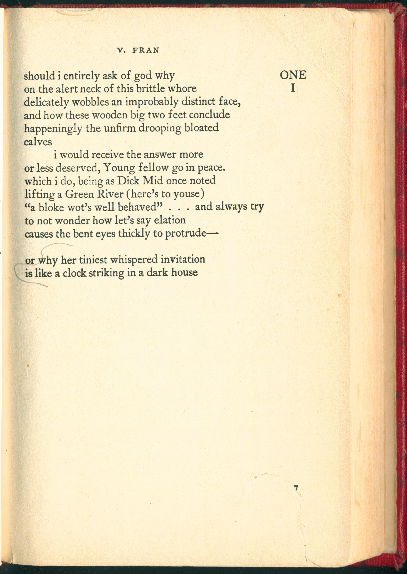 V. FRAN
ONE
I
should i entirely ask of god why
on the alert neck of this brittle whore
delicately wobbles an improbably distinct face,
and how these wooden big two feet conclude
happeningly the unfirm drooping bloated
calves
i would receive the answer more
or less deserved, Young fellow go in peace.
which i do, being as Dick Mid once noted
lifting a Green River (here's to youse)
“a bloke wot's well behaved” . . . and always try
to not wonder how let's say elation
causes the bent eyes thickly to protrude—
or why her tiniest whispered invitation
is like a clock striking in a dark house
7